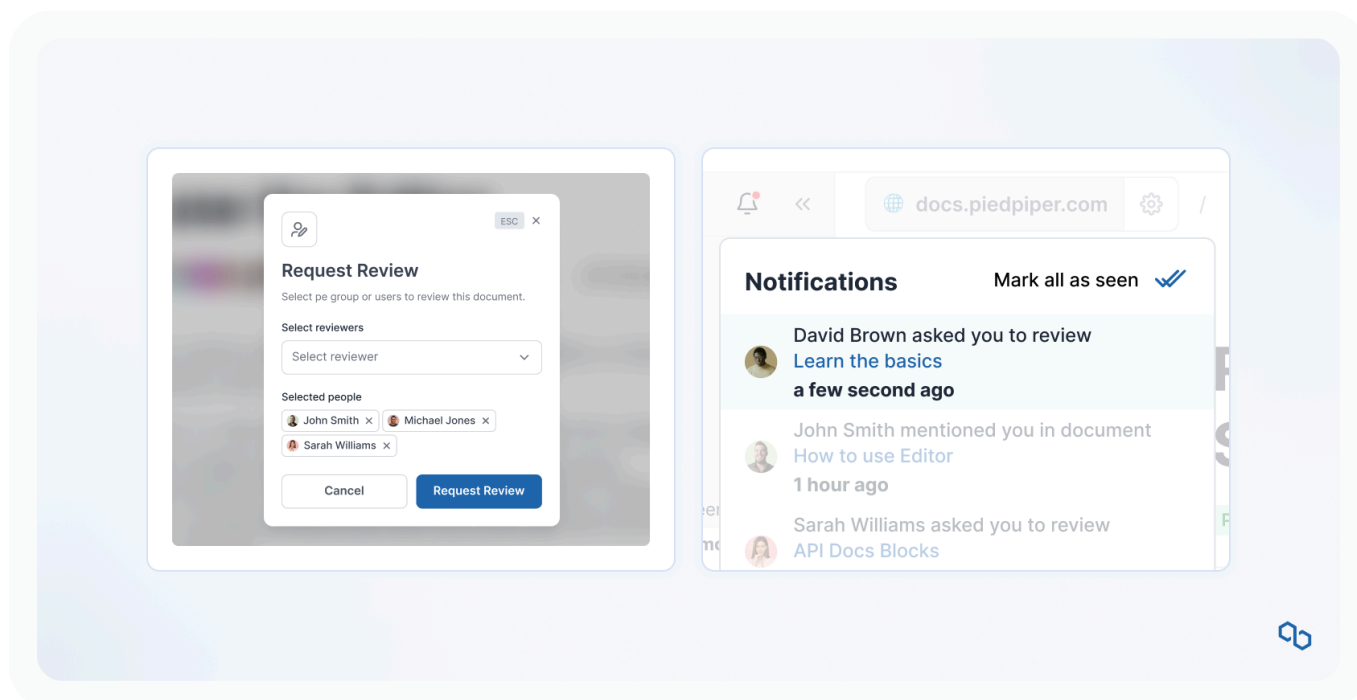 ESC
Request Review
Select pe group or users to review this document.
Select reviewers
Select reviewer
Selected people
John Smith
Michael Jones
Sarah Williams
Cancel
Request Review
docs.piedpiper.com /
Notifications
Mark all as seen
David Brown asked you to review
Learn the basics
a few second ago
John Smith mentioned you in document
How to use Editor
1 hour ago
Sarah Williams asked you to review
API Docs Blocks